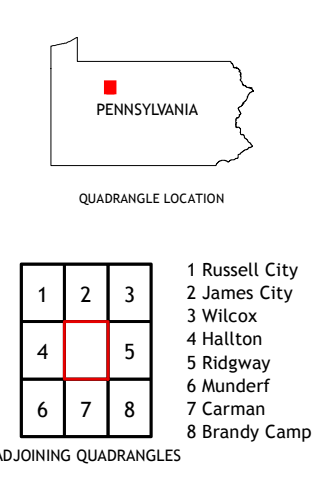 PENNSYLVANIA
QUADRANGLE LOCATION
1 2 3
4 5
6 7 8
1 Russell City
2 James City
3 Wilcox
4 Hallton
5 Ridgway
6 Munderf
7 Carman
8 Brandy Camp
ADJOINING QUADRANGLES